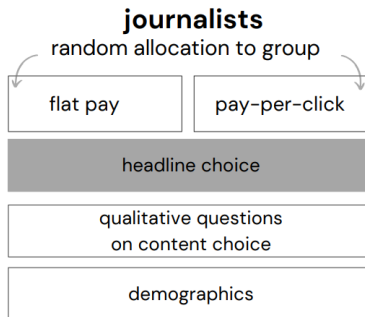 journalists
random allocation to group
flat pay
pay-per-click
headline choice
qualitative questions
on content choice
demographics